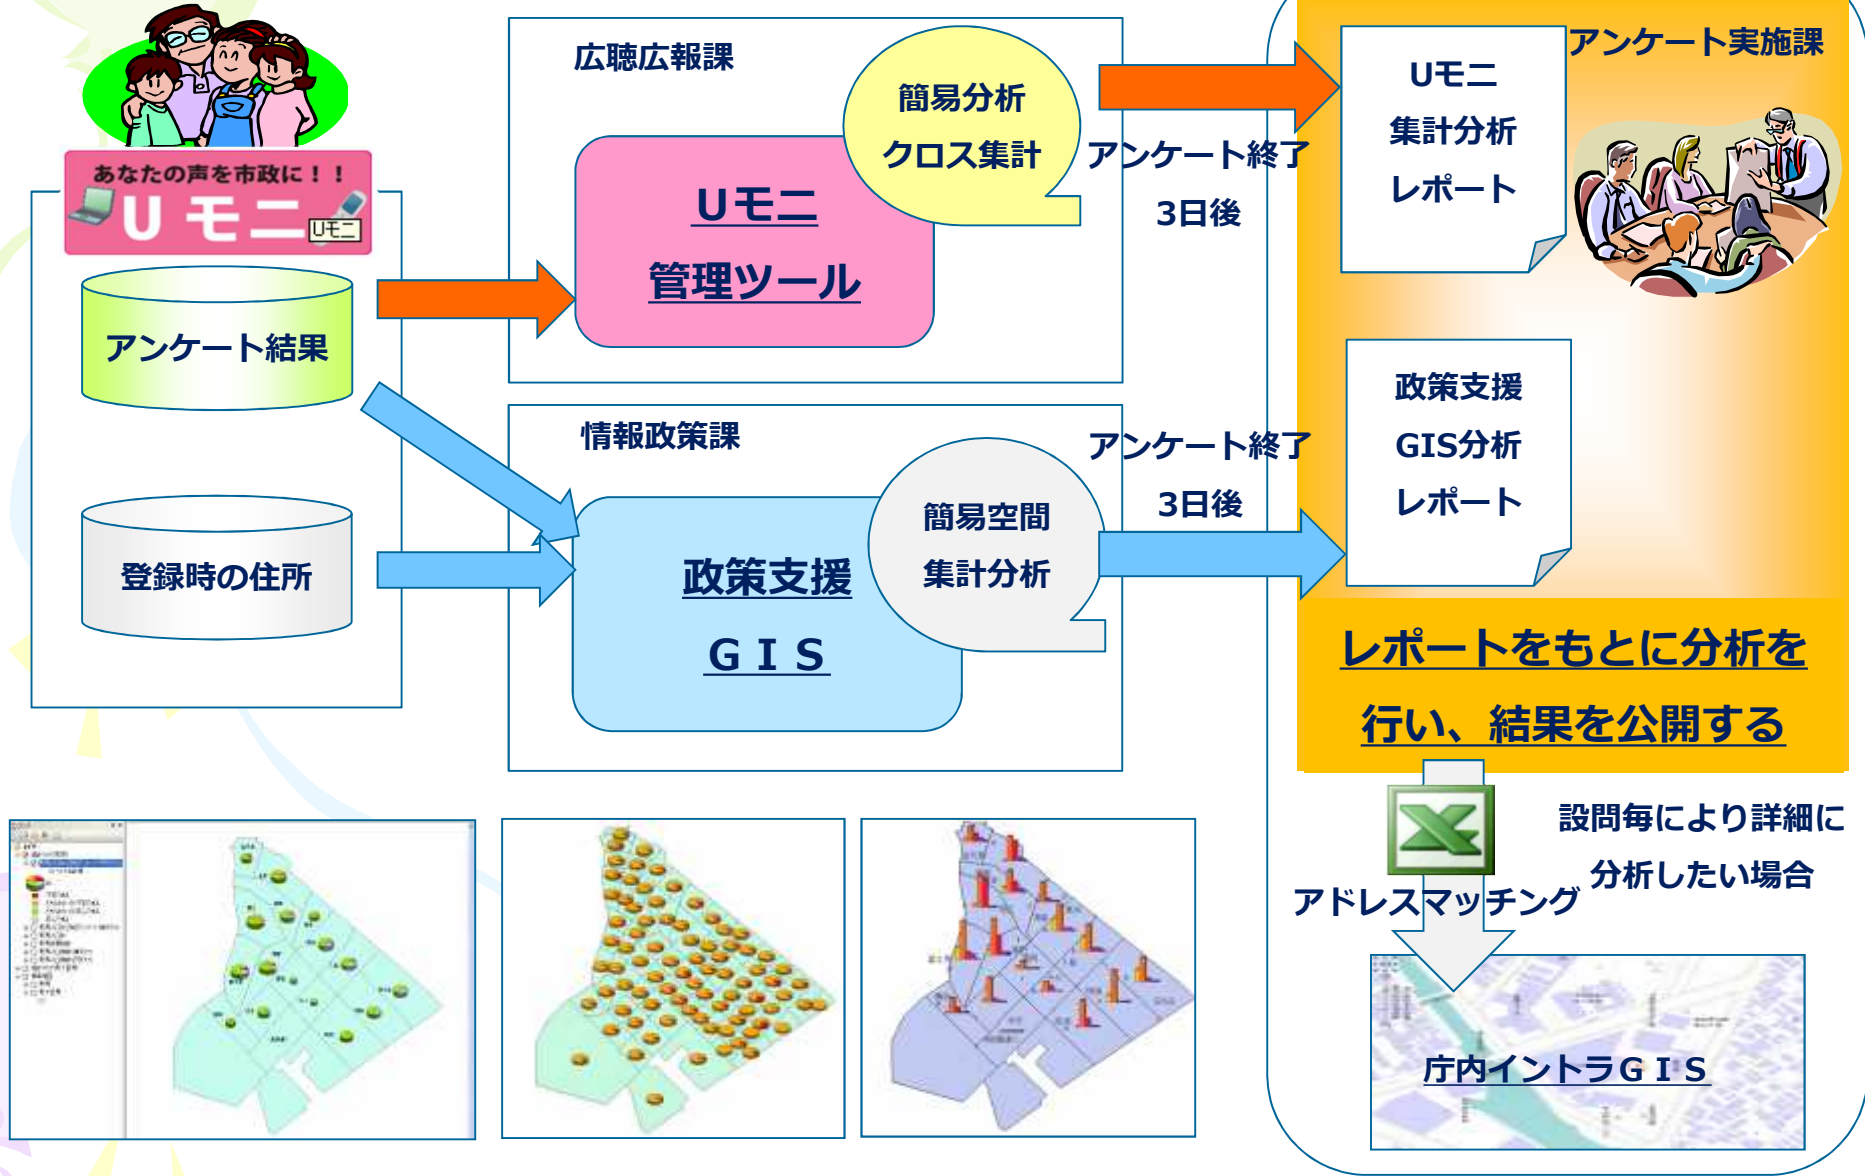 あなたの声を市政に！！
Uモニ
Uモニ
アンケート結果
登録時の住所
広聴広報課
簡易分析
クロス集計
Uモニ
管理ツール
アンケート終了
3日後
情報政策課
簡易空間
集計分析
政策支援
ＧＩＳ
アンケート終了
3日後
アンケート実施課
Uモニ
集計分析
レポート
政策支援
GIS分析
レポート
レポートをもとに分析を
行い、結果を公開する
設問毎により詳細に
分析したい場合
アドレスマッチング
庁内イントラＧＩＳ